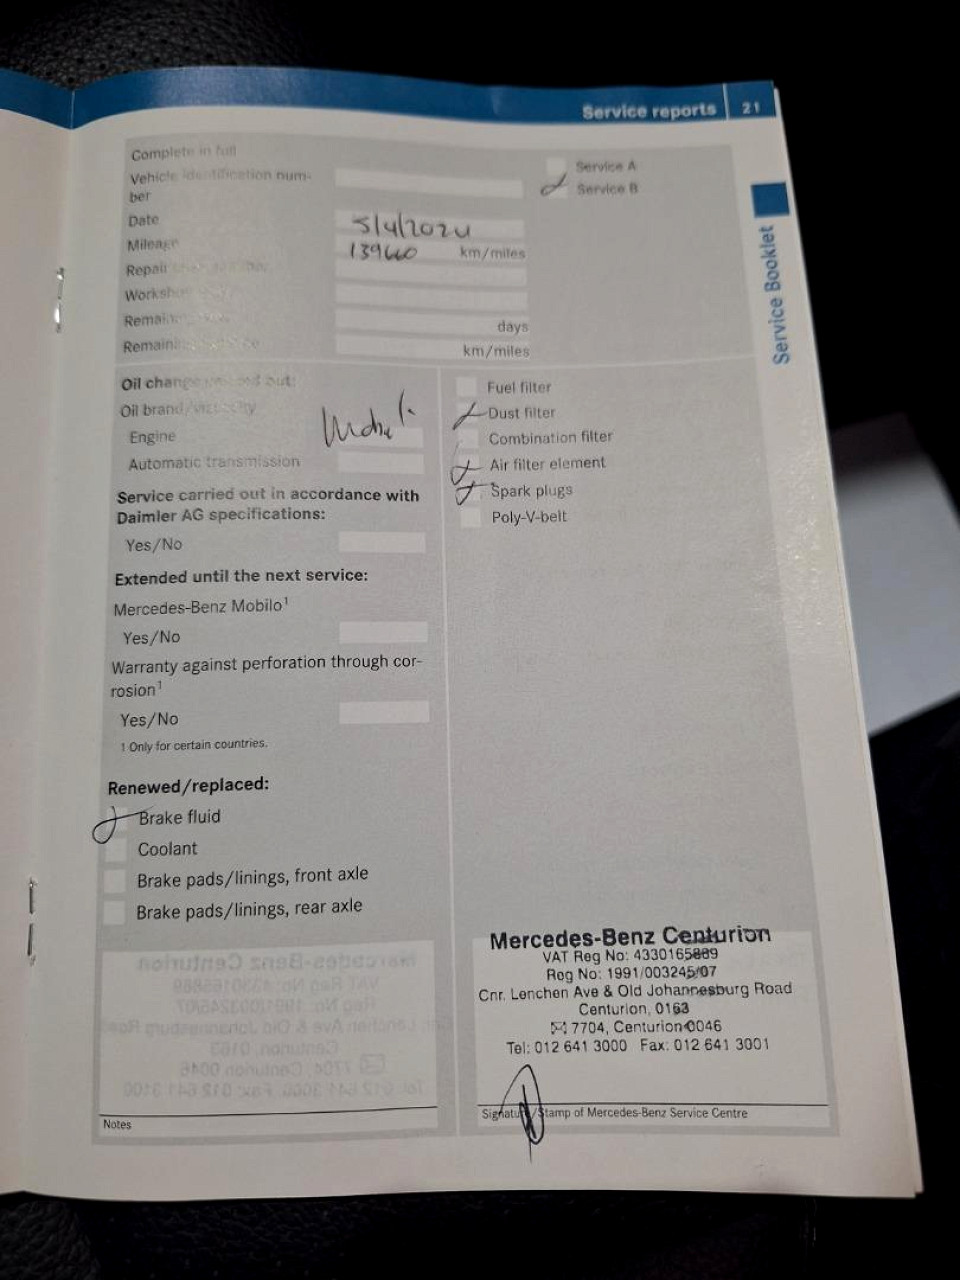 Service reports 21
Complete in full
Vehicle identification num-
ber
Service A
Service B
Date 5/4/2024
Mileage km/miles
Repair
Remaining
days
Remaining
km/miles
Service Booklet
Oil change carried out:
Oil brand/viscosity
Engine
Automatic transmission
Service carried out in accordance with
Daimler AG specifications:
Yes/No
Extended until the next service:
Mercedes-Benz Mobilo¹
Yes/No
Warranty against perforation through cor-
rosion¹
Yes/No
1 Only for certain countries.
Renewed/replaced:
Brake fluid
Coolant
Brake pads/linings, front axle
Brake pads/linings, rear axle
Fuel filter
Dust filter
Combination filter
Air filter element
Spark plugs
Poly-V-belt
Notes
Mercedes-Benz Centurion
VAT Reg No: 4330165889
Reg No: 1991/003245/07
Cnr. Lenchen Ave & Old Johannesburg Road
Centurion, 0163
7704, Centurion 0046
Tel: 012 641 3000 Fax: 012 641 3001
Signature/Stamp of Mercedes-Benz Service Centre